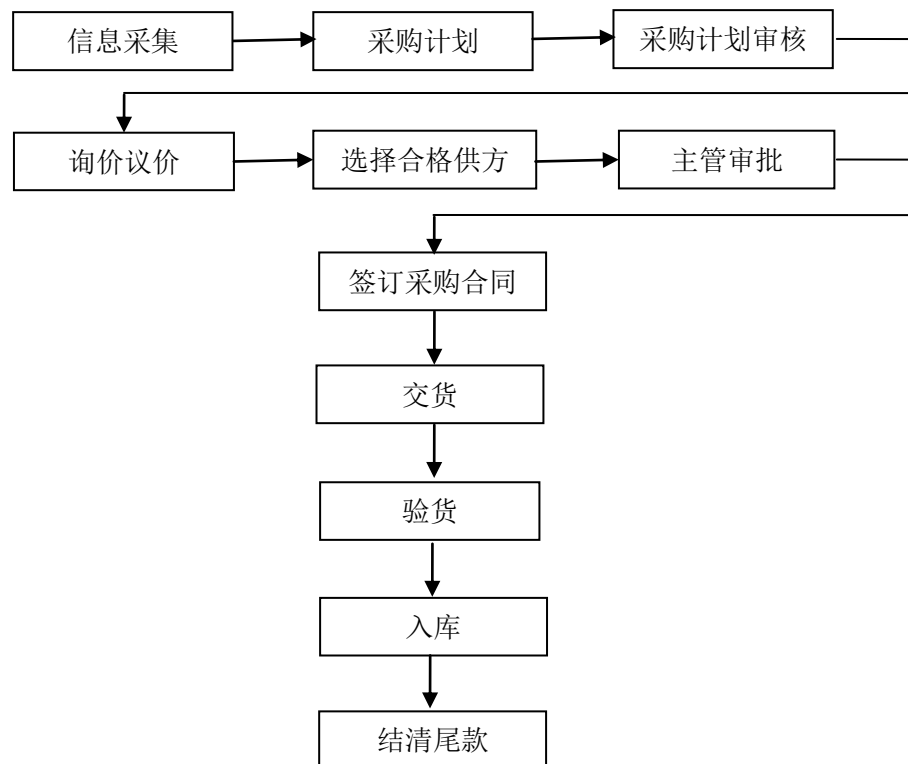 信息采集
采购计划
采购计划审核
询价议价
选择合格供方
主管审批
签订采购合同
交货
验货
入库
结清尾款